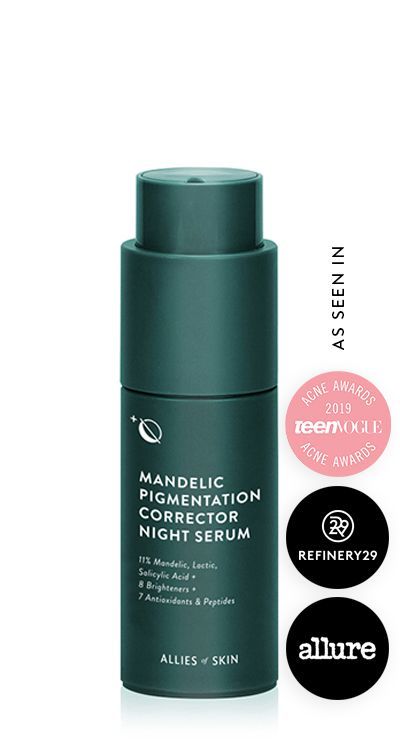 MANDELIC
PIGMENTATION
CORRECTOR
NIGHT SERUM
11% Mandelic, Lactic,
Salicylic Acid +
8 Brighteners +
7 Antioxidants & Peptides
ALLIES of SKIN
AS SEEN IN
ACNE AWARDS
2019
teenVOGUE
ACNE AWARDS
R29
REFINERY29
allure